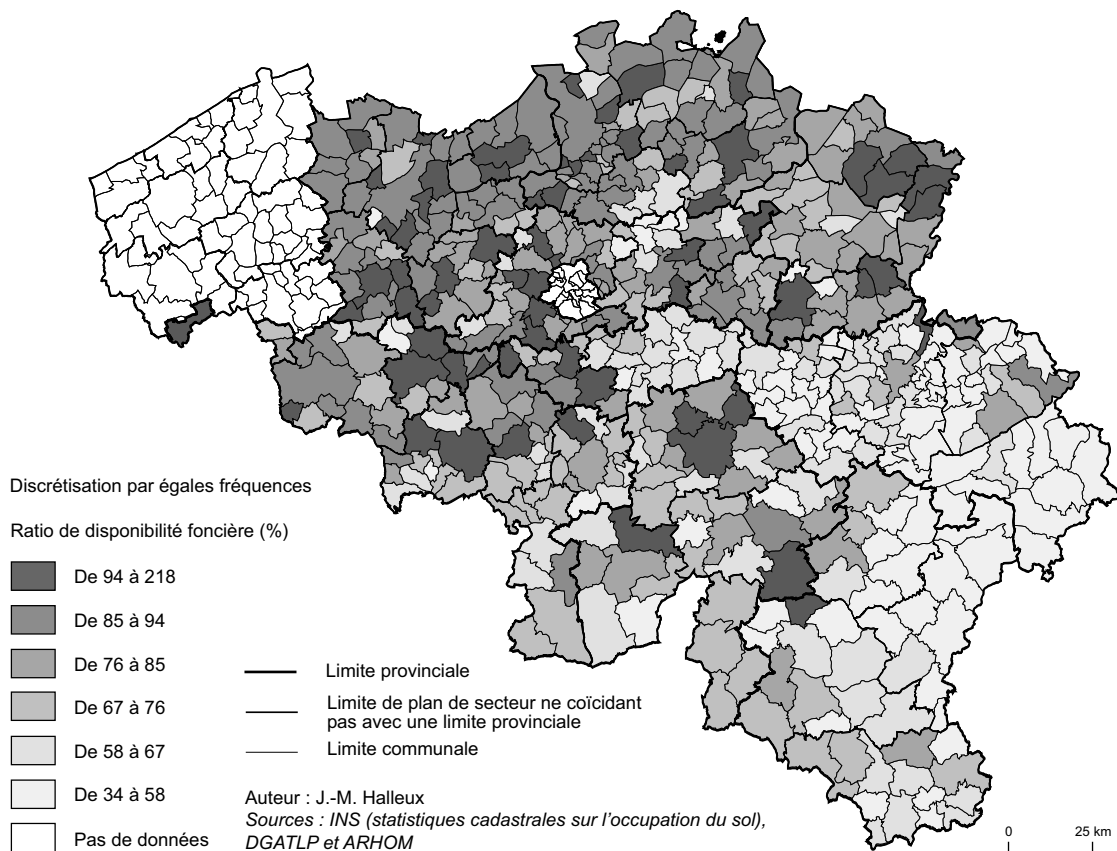 Discrétisation par égales fréquences
Ratio de disponibilité foncière (%)
De 94 à 218
De 85 à 94
De 76 à 85
De 67 à 76
De 58 à 67
De 34 à 58
Pas de données
Limite provinciale
Limite de plan de secteur ne coïcidant
pas avec une limite provinciale
Limite communale
Auteur : J.-M. Halleux
Sources : INS (statistiques cadastrales sur l’occupation du sol),
DGATLP et ARHOM
0 25 km